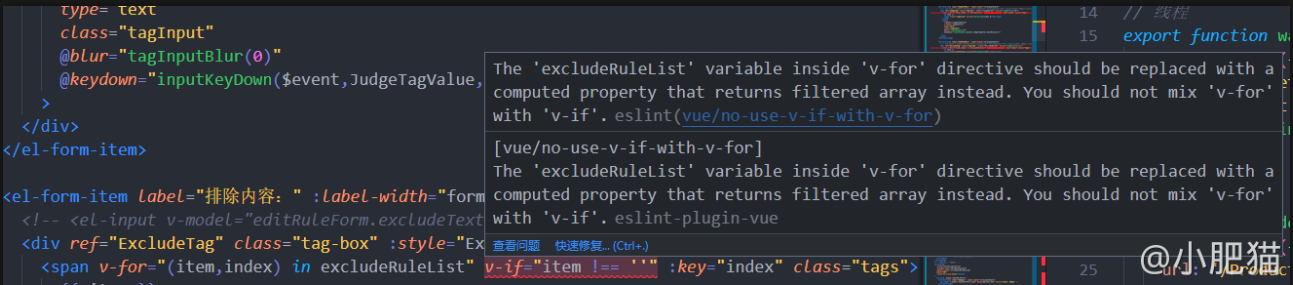 type="text
class="tagInput"
@blur="tagInputBlur(0)"
@keydown="inputKeyDown($event,JudgeTagValue,
>
</div>
</el-form-item>
<el-form-item label="排除内容：" :label-width="form
<!-- <el-input v-model="editRuleForm.excludeText
<div ref="ExcludeTag" class="tag-box" :style="Ex
<span v-for="(item,index) in excludeRuleList" v-if="item !== ''" :key="index" class="tags">
The 'excludeRuleList' variable inside 'v-for' directive should be replaced with a
computed property that returns filtered array instead. You should not mix 'v-for'
with 'v-if'. eslint(vue/no-use-v-if-with-v-for)
[vue/no-use-v-if-with-v-for]
The 'excludeRuleList' variable inside 'v-for' directive should be replaced with a
computed property that returns filtered array instead. You should not mix 'v-for'
with 'v-if'. eslint-plugin-vue
查看问题 快速修复... (Ctrl+.)
14 // 线程
15 export function wa
25 url: '/Produc
@小肥猫